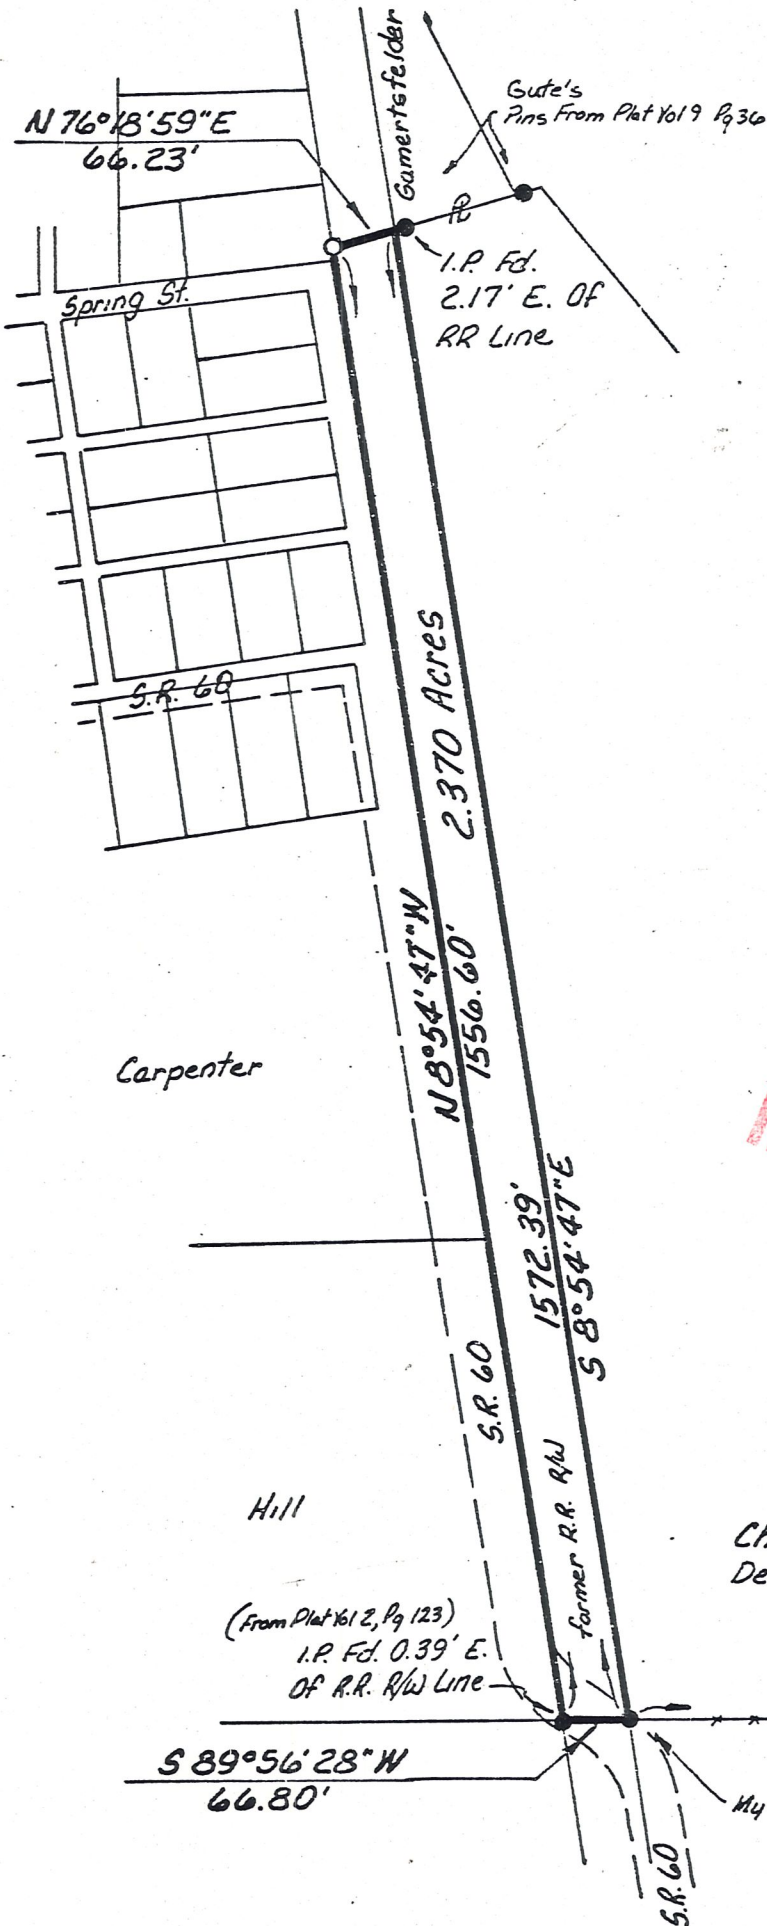 Gamertsfelder
Gute's
Pins From Plat Vol 9 Pg 36
N 76°18'59"E
66.23'
PL
I.P. Fd.
2.17' E. Of
RR Line
Spring St.
S.R. 60
2.370 Acres
N 8°54'47"W
1556.60'
Carpenter
1572.39'
S 8°54'47"E
S.R. 60
former R.R. R/W
Hill
(From Plat Vol 2, Pg 123)
I.P. Fd. 0.39' E.
Of R.R. R/W Line
S 89°56'28"W
66.80'
S.R. 60